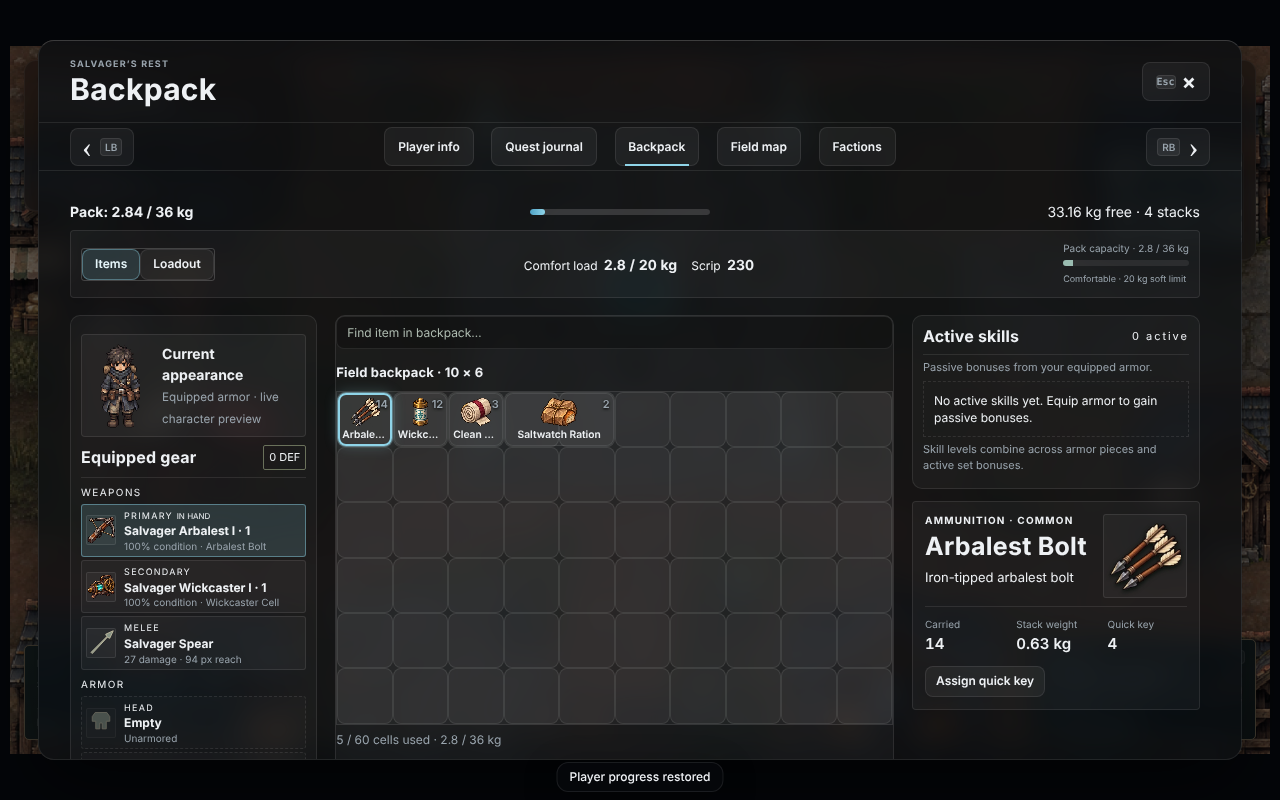 SALVAGER'S REST
Backpack
Esc ×
‹ LB
Player info
Quest journal
Backpack
Field map
Factions
RB ›
Pack: 2.84 / 36 kg
33.16 kg free · 4 stacks
Items
Loadout
Comfort load 2.8 / 20 kg Scrip 230
Pack capacity · 2.8 / 36 kg
Comfortable · 20 kg soft limit
Current
appearance
Equipped armor · live
character preview
Equipped gear
0 DEF
WEAPONS
PRIMARY IN HAND
Salvager Arbalest I · 1
100% condition · Arbalest Bolt
SECONDARY
Salvager Wickcaster I · 1
100% condition · Wickcaster Cell
MELEE
Salvager Spear
27 damage · 94 px reach
ARMOR
HEAD
Empty
Unarmored
Find item in backpack...
Field backpack · 10 × 6
14
Arbale...
12
Wickc...
3
Clean ...
2
Saltwatch Ration
5 / 60 cells used · 2.8 / 36 kg
Active skills
0 active
Passive bonuses from your equipped armor.
No active skills yet. Equip armor to gain
passive bonuses.
Skill levels combine across armor pieces and
active set bonuses.
AMMUNITION · COMMON
Arbalest Bolt
Iron-tipped arbalest bolt
Carried
14
Stack weight
0.63 kg
Quick key
4
Assign quick key
Player progress restored